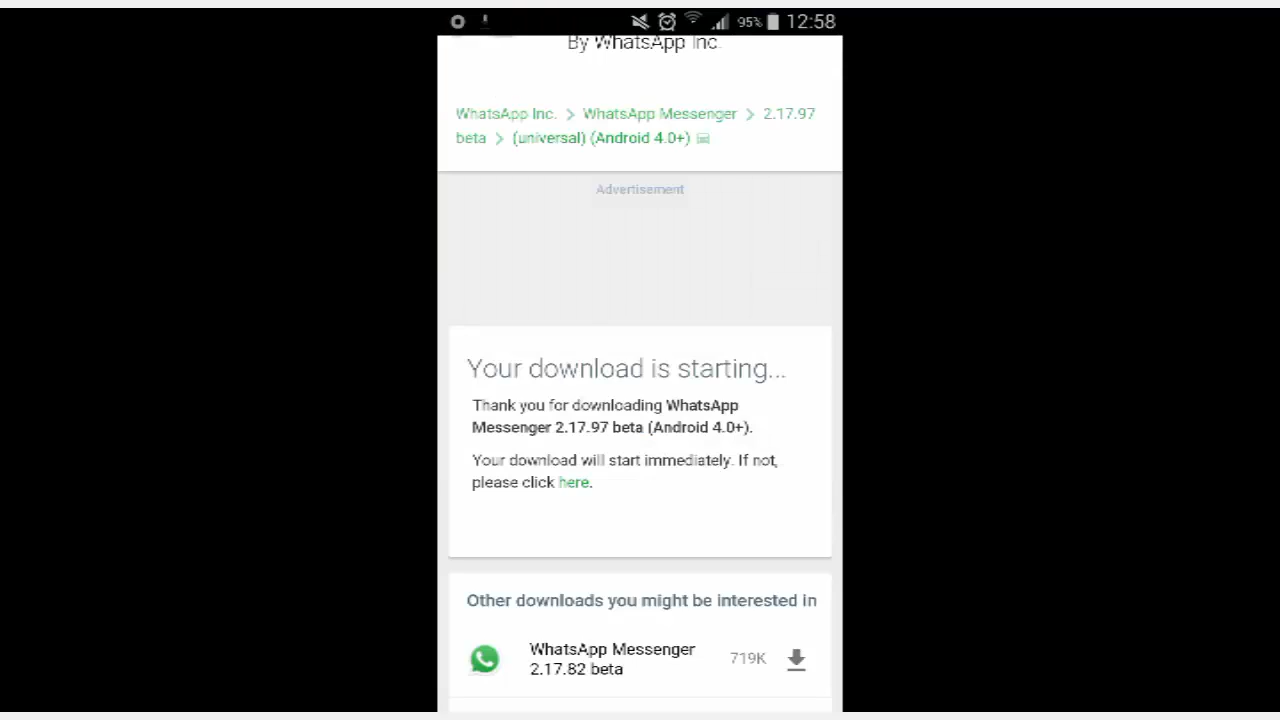 95% 12:58
By WhatsApp Inc.
WhatsApp Inc. > WhatsApp Messenger > 2.17.97
beta > (universal) (Android 4.0+)
Advertisement
Your download is starting...
Thank you for downloading WhatsApp
Messenger 2.17.97 beta (Android 4.0+).
Your download will start immediately. If not,
please click here.
Other downloads you might be interested in
WhatsApp Messenger 719K
2.17.82 beta